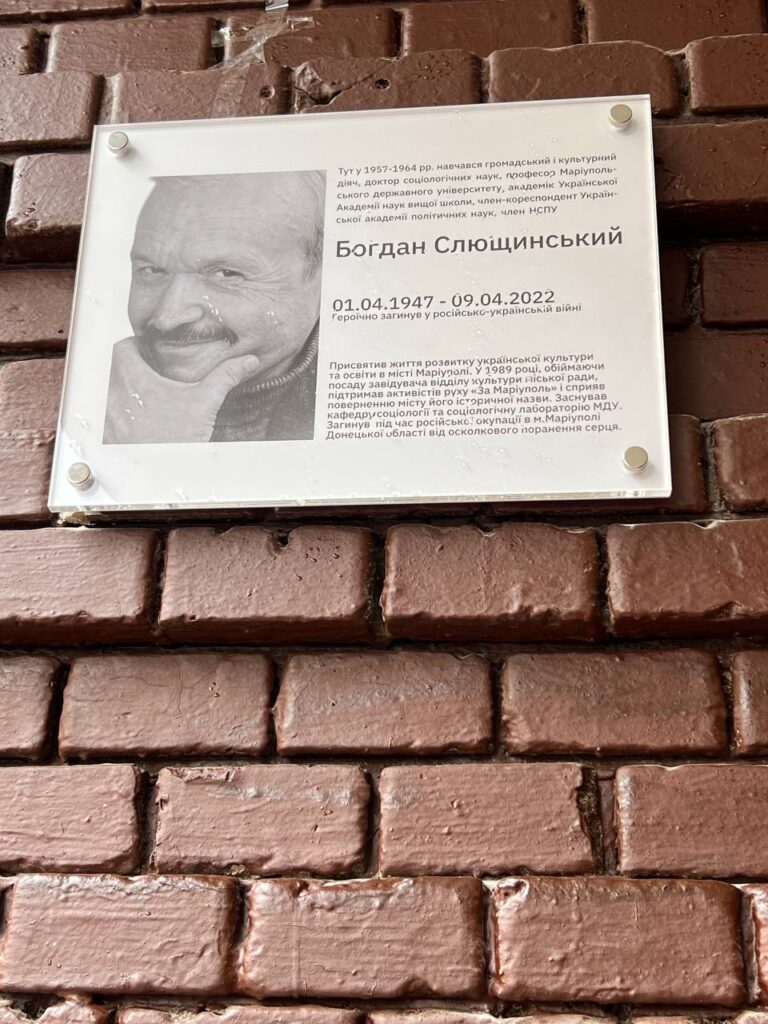 Тут у 1957-1964 рр. навчався громадський і культурний
діяч, доктор соціологічних наук, професор Маріуполь-
ського державного університету, академік Української
Академії наук вищої школи, член-кореспондент Україн-
ської академії політичних наук, член НСПУ
Богдан Слющинський
01.04.1947 - 09.04.2022
Героїчно загинув у російсько-українській війні
Присвятив життя розвитку української культури
та освіти в місті Маріуполі. У 1989 році, обіймаючи
посаду завідувача відділу культури міської ради,
підтримав активістів руху «За Маріуполь» і сприяв
поверненню місту його історичної назви. Заснував
кафедру соціології та соціологічну лабораторію МДУ.
Загинув під час російської окупації в м.Маріуполі
Донецької області від осколкового поранення серця.